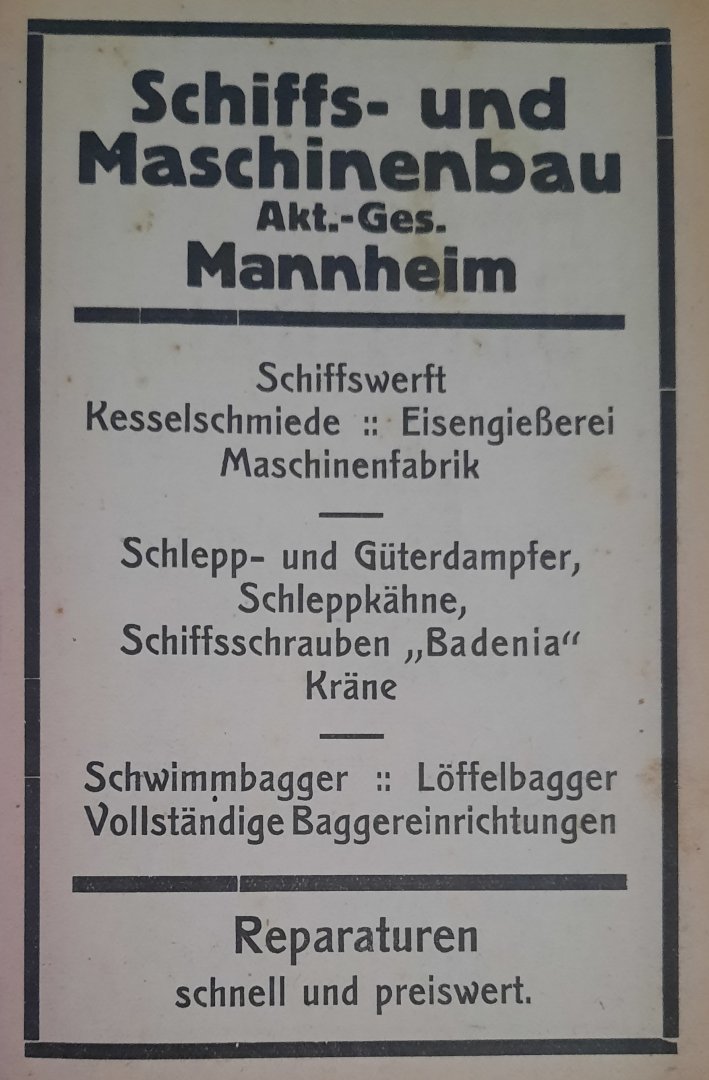 Schiffs- und
Maschinenbau
Akt.-Ges.
Mannheim
Schiffswerft
Kesselschmiede :: Eisengießerei
Maschinenfabrik
Schlepp- und Güterdampfer,
Schleppkähne,
Schiffsschrauben „Badenia“
Kräne
Schwimmbagger :: Löffelbagger
Vollständige Baggereinrichtungen
Reparaturen
schnell und preiswert.